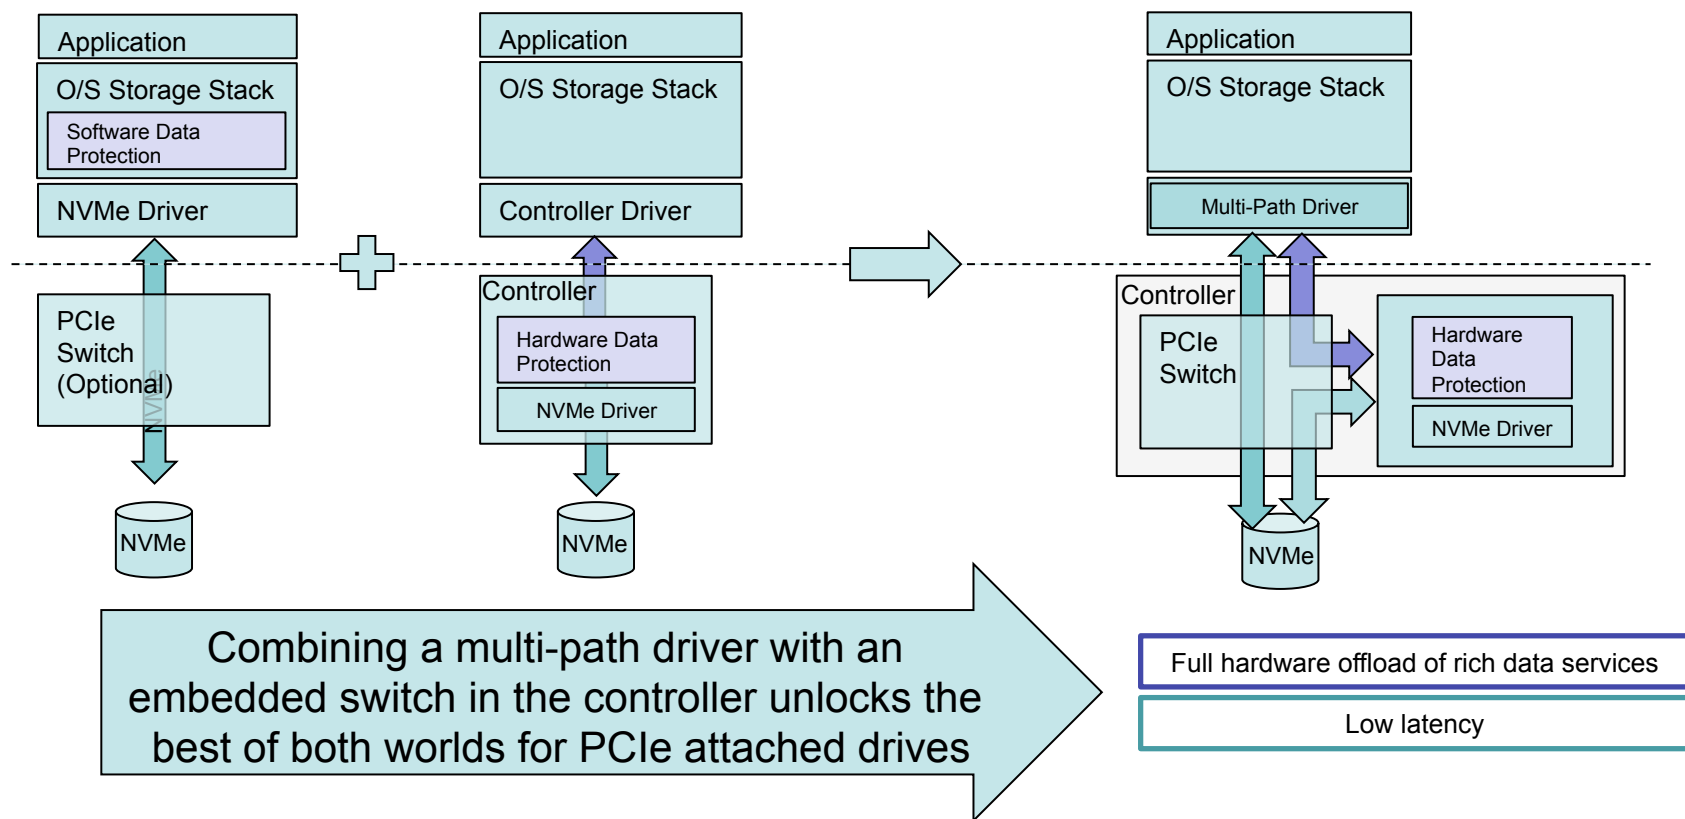 Application
O/S Storage Stack
Software Data
Protection
NVMe Driver
PCIe
Switch
(Optional)
NVMe
NVMe
Application
O/S Storage Stack
Controller Driver
Controller
Hardware Data
Protection
NVMe Driver
NVMe
Application
O/S Storage Stack
Multi-Path Driver
Controller
PCIe
Switch
Hardware
Data
Protection
NVMe Driver
NVMe
Combining a multi-path driver with an
embedded switch in the controller unlocks the
best of both worlds for PCIe attached drives
Full hardware offload of rich data services
Low latency